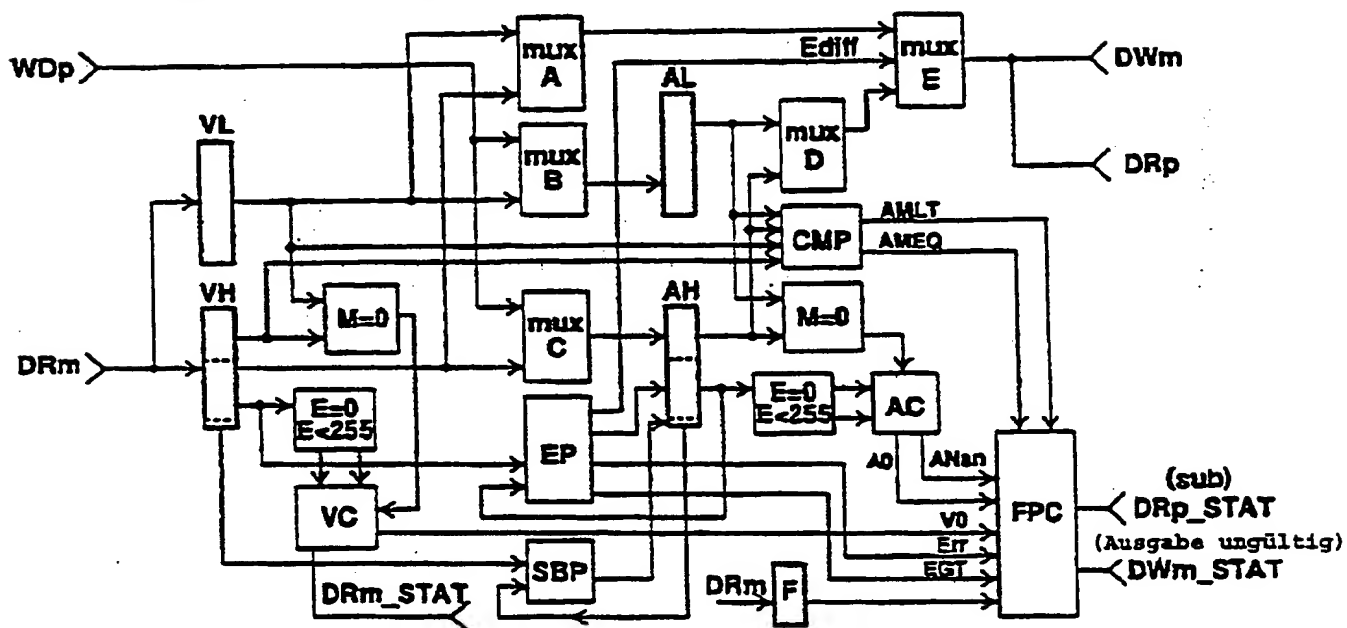 WDp
mux
A
Ediff
mux
E
DWm
DRp
VL
mux
B
AL
mux
D
CMP
AMLT
AMEQ
VH
M=0
mux
C
AH
M=0
DRm
E=0
E<255
EP
E=0
E<255
AC
VC
A0
ANan
FPC
(sub)
DRp_STAT
(Ausgabe ungültig)
DWm_STAT
V0
Err
EGT
SBP
DRm_STAT
DRm
F